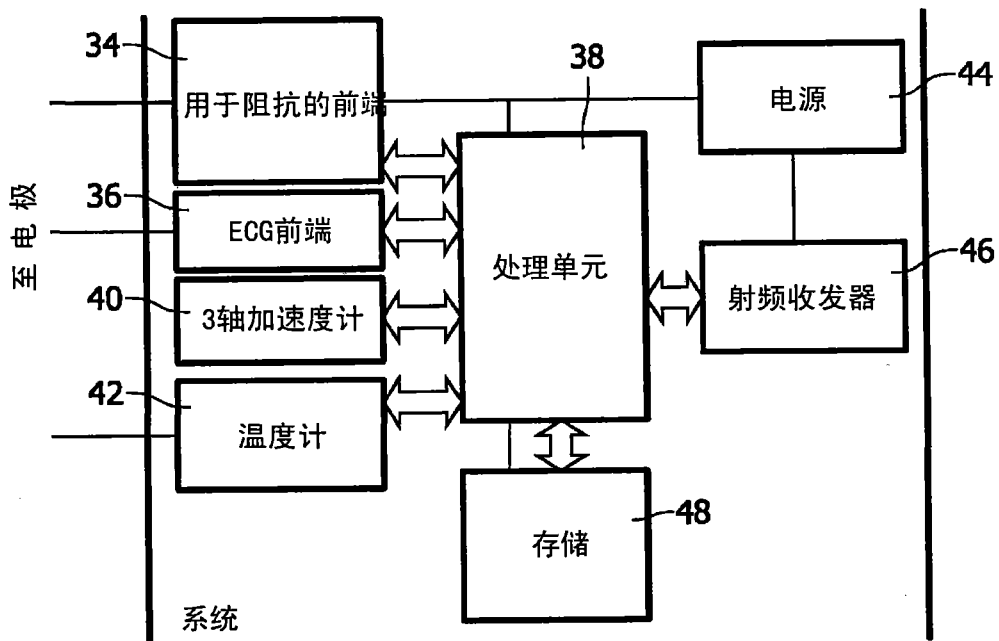 34
用于阻抗的前端
36
ECG前端
40
3轴加速度计
42
温度计
至电极
38
处理单元
44
电源
46
射频收发器
48
存储
系统